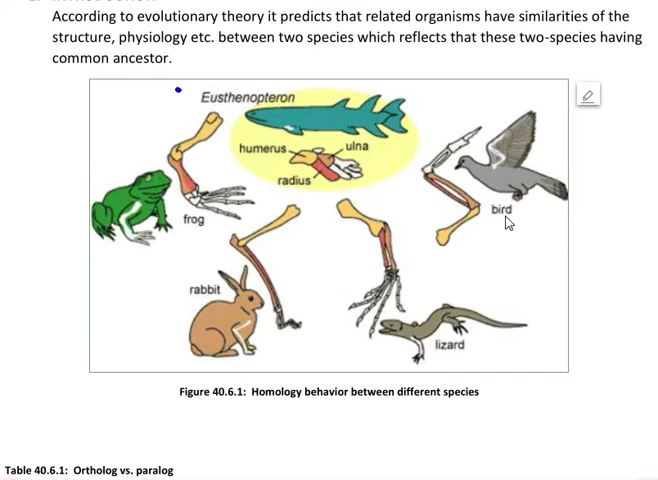 According to evolutionary theory it predicts that related organisms have similarities of the
structure, physiology etc. between two species which reflects that these two-species having
common ancestor.
Eusthenopteron
humerus
ulna
radius
frog
bird
rabbit
lizard
Figure 40.6.1: Homology behavior between different species
Table 40.6.1: Ortholog vs. paralog